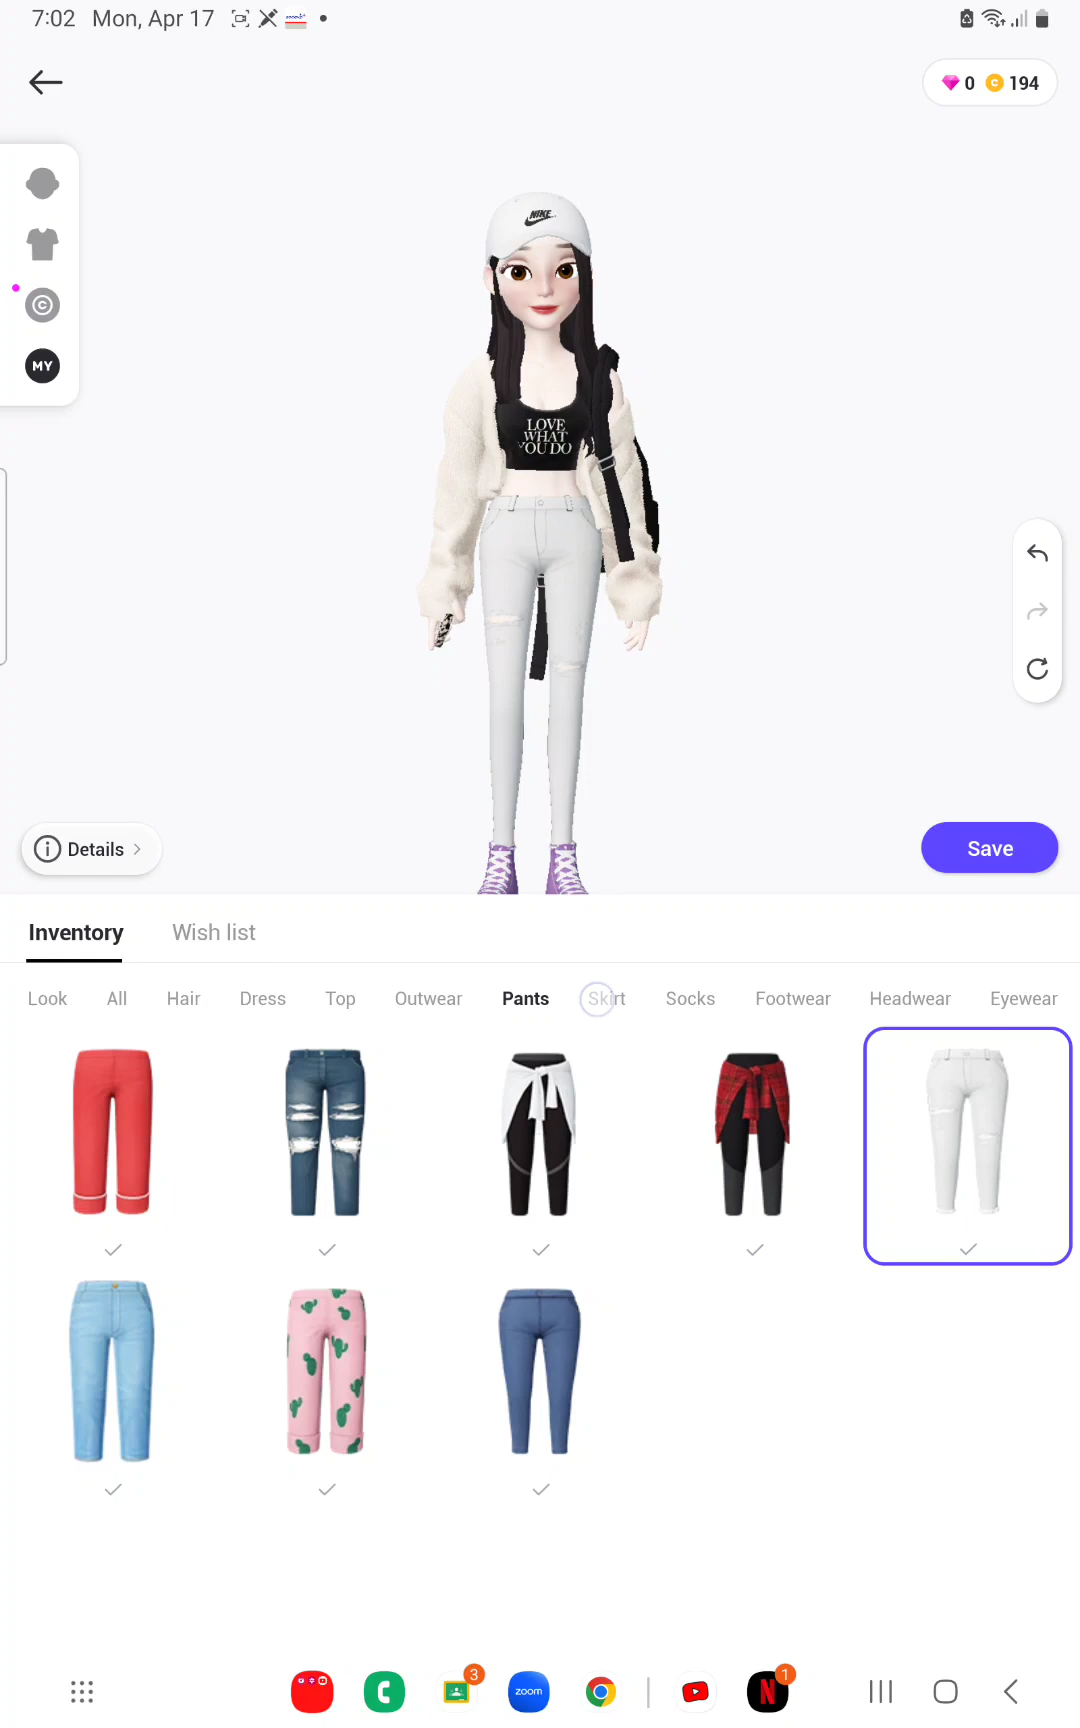 7:02 Mon, Apr 17
0 C 194
NIKE
C
MY
LOVE
WHAT
YOU DO
Details
Save
Inventory Wish list
Look All Hair Dress Top Outwear Pants Skirt Socks Footwear Headwear Eyewear
3 zoom N 1